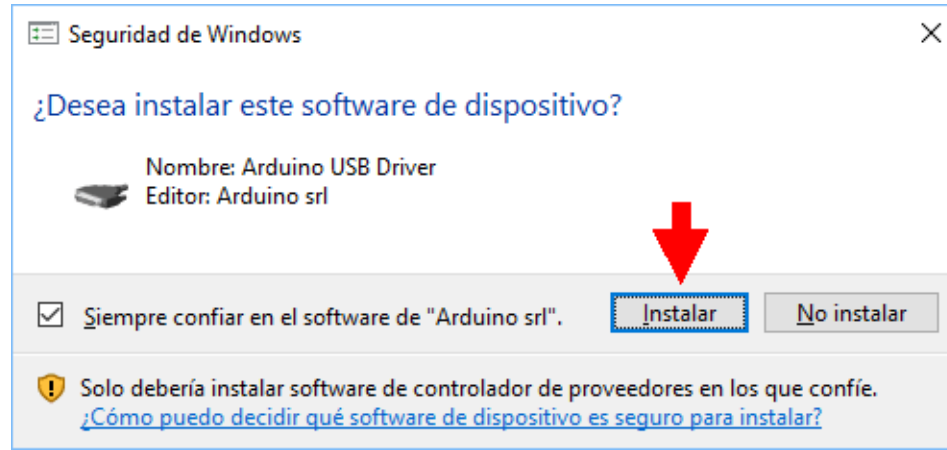 Seguridad de Windows
¿Desea instalar este software de dispositivo?
Nombre: Arduino USB Driver
Editor: Arduino srl
Siempre confiar en el software de "Arduino srl".
Instalar
No instalar
Solo debería instalar software de controlador de proveedores en los que confíe.
¿Cómo puedo decidir qué software de dispositivo es seguro para instalar?